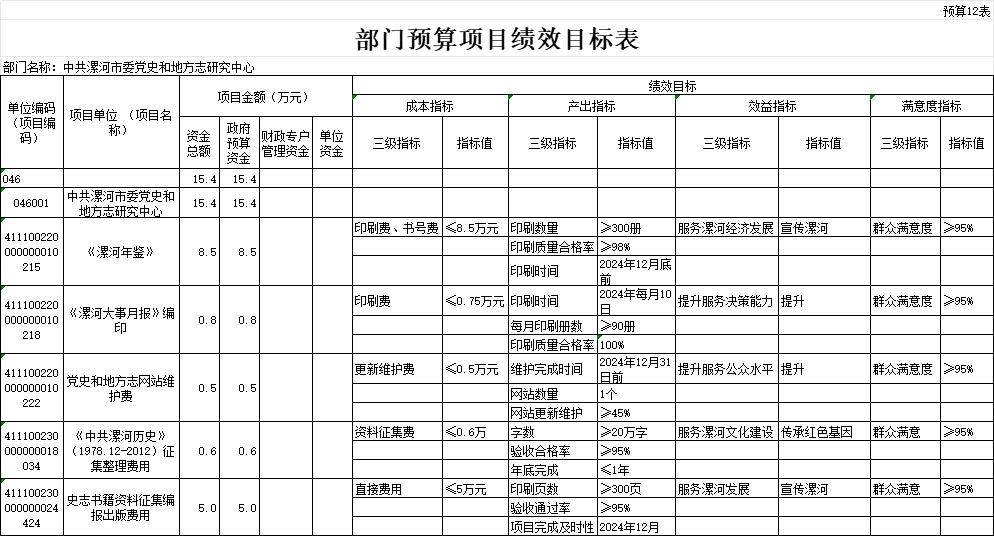 预算12表
部门预算项目绩效目标表
部门名称：中共漯河市委党史和地方志研究中心
单位编码（项目编码） 项目单位（项目名称） 项目金额（万元） 绩效目标
成本指标 产出指标 效益指标 满意度指标
资金总额 政府预算资金 财政专户管理资金 单位资金 三级指标 指标值 三级指标 指标值 三级指标 指标值 三级指标 指标值
046 15.4 15.4
046001 中共漯河市委党史和地方志研究中心 15.4 15.4
411100220000000010215 《漯河年鉴》 8.5 8.5 印刷费、书号费 ≤8.5万元 印刷数量 ≥300册 服务漯河经济发展 宣传漯河 群众满意度 ≥95%
印刷质量合格率 ≥98%
印刷时间 2024年12月底前
411100220000000010218 《漯河大事月报》编印 0.8 0.8 印刷费 ≤0.75万元 印刷时间 2024年每月10日 提升服务决策能力 提升 群众满意度 ≥95%
每月印刷册数 ≥90册
印刷质量合格率 100%
411100220000000010222 党史和地方志网站维护费 0.5 0.5 更新维护费 ≤0.5万元 维护完成时间 2024年12月31日前 提升服务公众水平 提升 群众满意度 ≥95%
网站数量 1个
网站更新维护 ≥45%
411100230000000018034 《中共漯河历史》（1978.12-2012）征集整理费用 0.6 0.6 资料征集费 ≤0.6万 字数 ≥20万字 服务漯河文化建设 传承红色基因 群众满意 ≥95%
验收合格率 ≥95%
年底完成 ≤1年
411100230000000024424 史志书籍资料征集编报出版费用 5.0 5.0 直接费用 ≤5万元 印刷页数 ≥300页 服务漯河发展 宣传漯河 群众满意 ≥95%
验收通过率 ≥95%
项目完成及时性 2024年12月